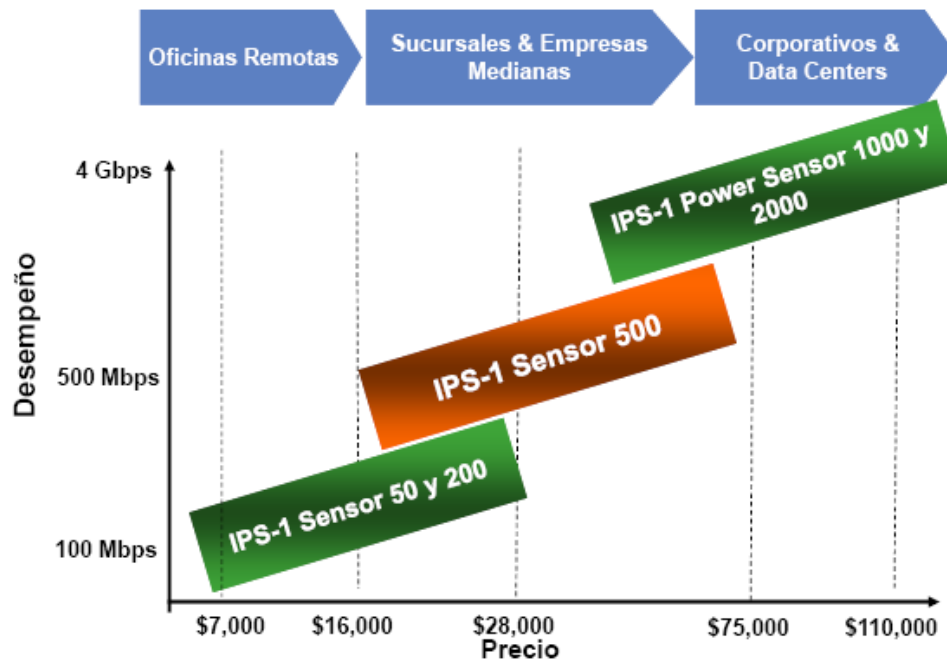 Oficinas Remotas
Sucursales & Empresas
Medianas
Corporativos &
Data Centers
4 Gbps
500 Mbps
100 Mbps
Desempeño
IPS-1 Power Sensor 1000 y
2000
IPS-1 Sensor 500
IPS-1 Sensor 50 y 200
$7,000
$16,000
$28,000
$75,000
$110,000
Precio